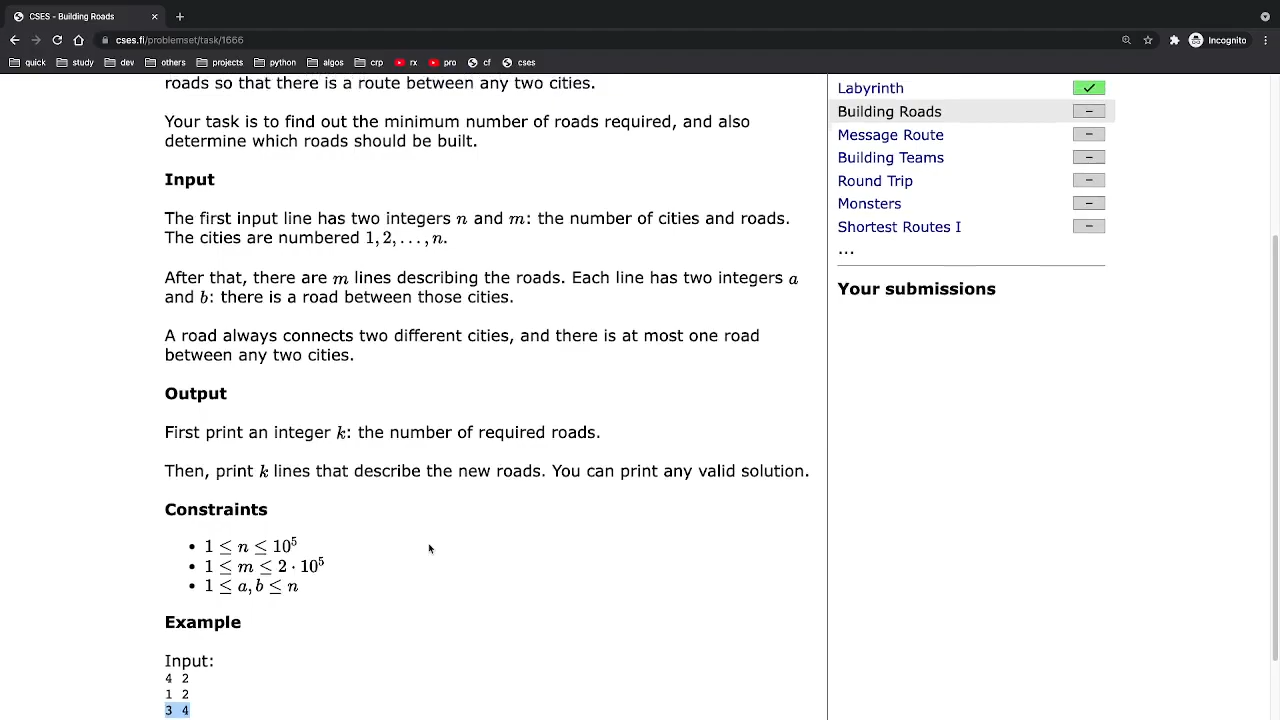 CSES - Building Roads
cses.fi/problemset/task/1666
Incognito
quick study dev others projects python algos crp rx pro cf cses
roads so that there is a route between any two cities.
Your task is to find out the minimum number of roads required, and also
determine which roads should be built.
Input
The first input line has two integers n and m: the number of cities and roads.
The cities are numbered 1, 2, . . . , n.
After that, there are m lines describing the roads. Each line has two integers a
and b: there is a road between those cities.
A road always connects two different cities, and there is at most one road
between any two cities.
Output
First print an integer k: the number of required roads.
Then, print k lines that describe the new roads. You can print any valid solution.
Constraints
• 1 ≤ n ≤ 10⁵
• 1 ≤ m ≤ 2 · 10⁵
• 1 ≤ a, b ≤ n
Example
Input:
4 2
1 2
3 4
Labyrinth
Building Roads
Message Route
Building Teams
Round Trip
Monsters
Shortest Routes I
...
Your submissions